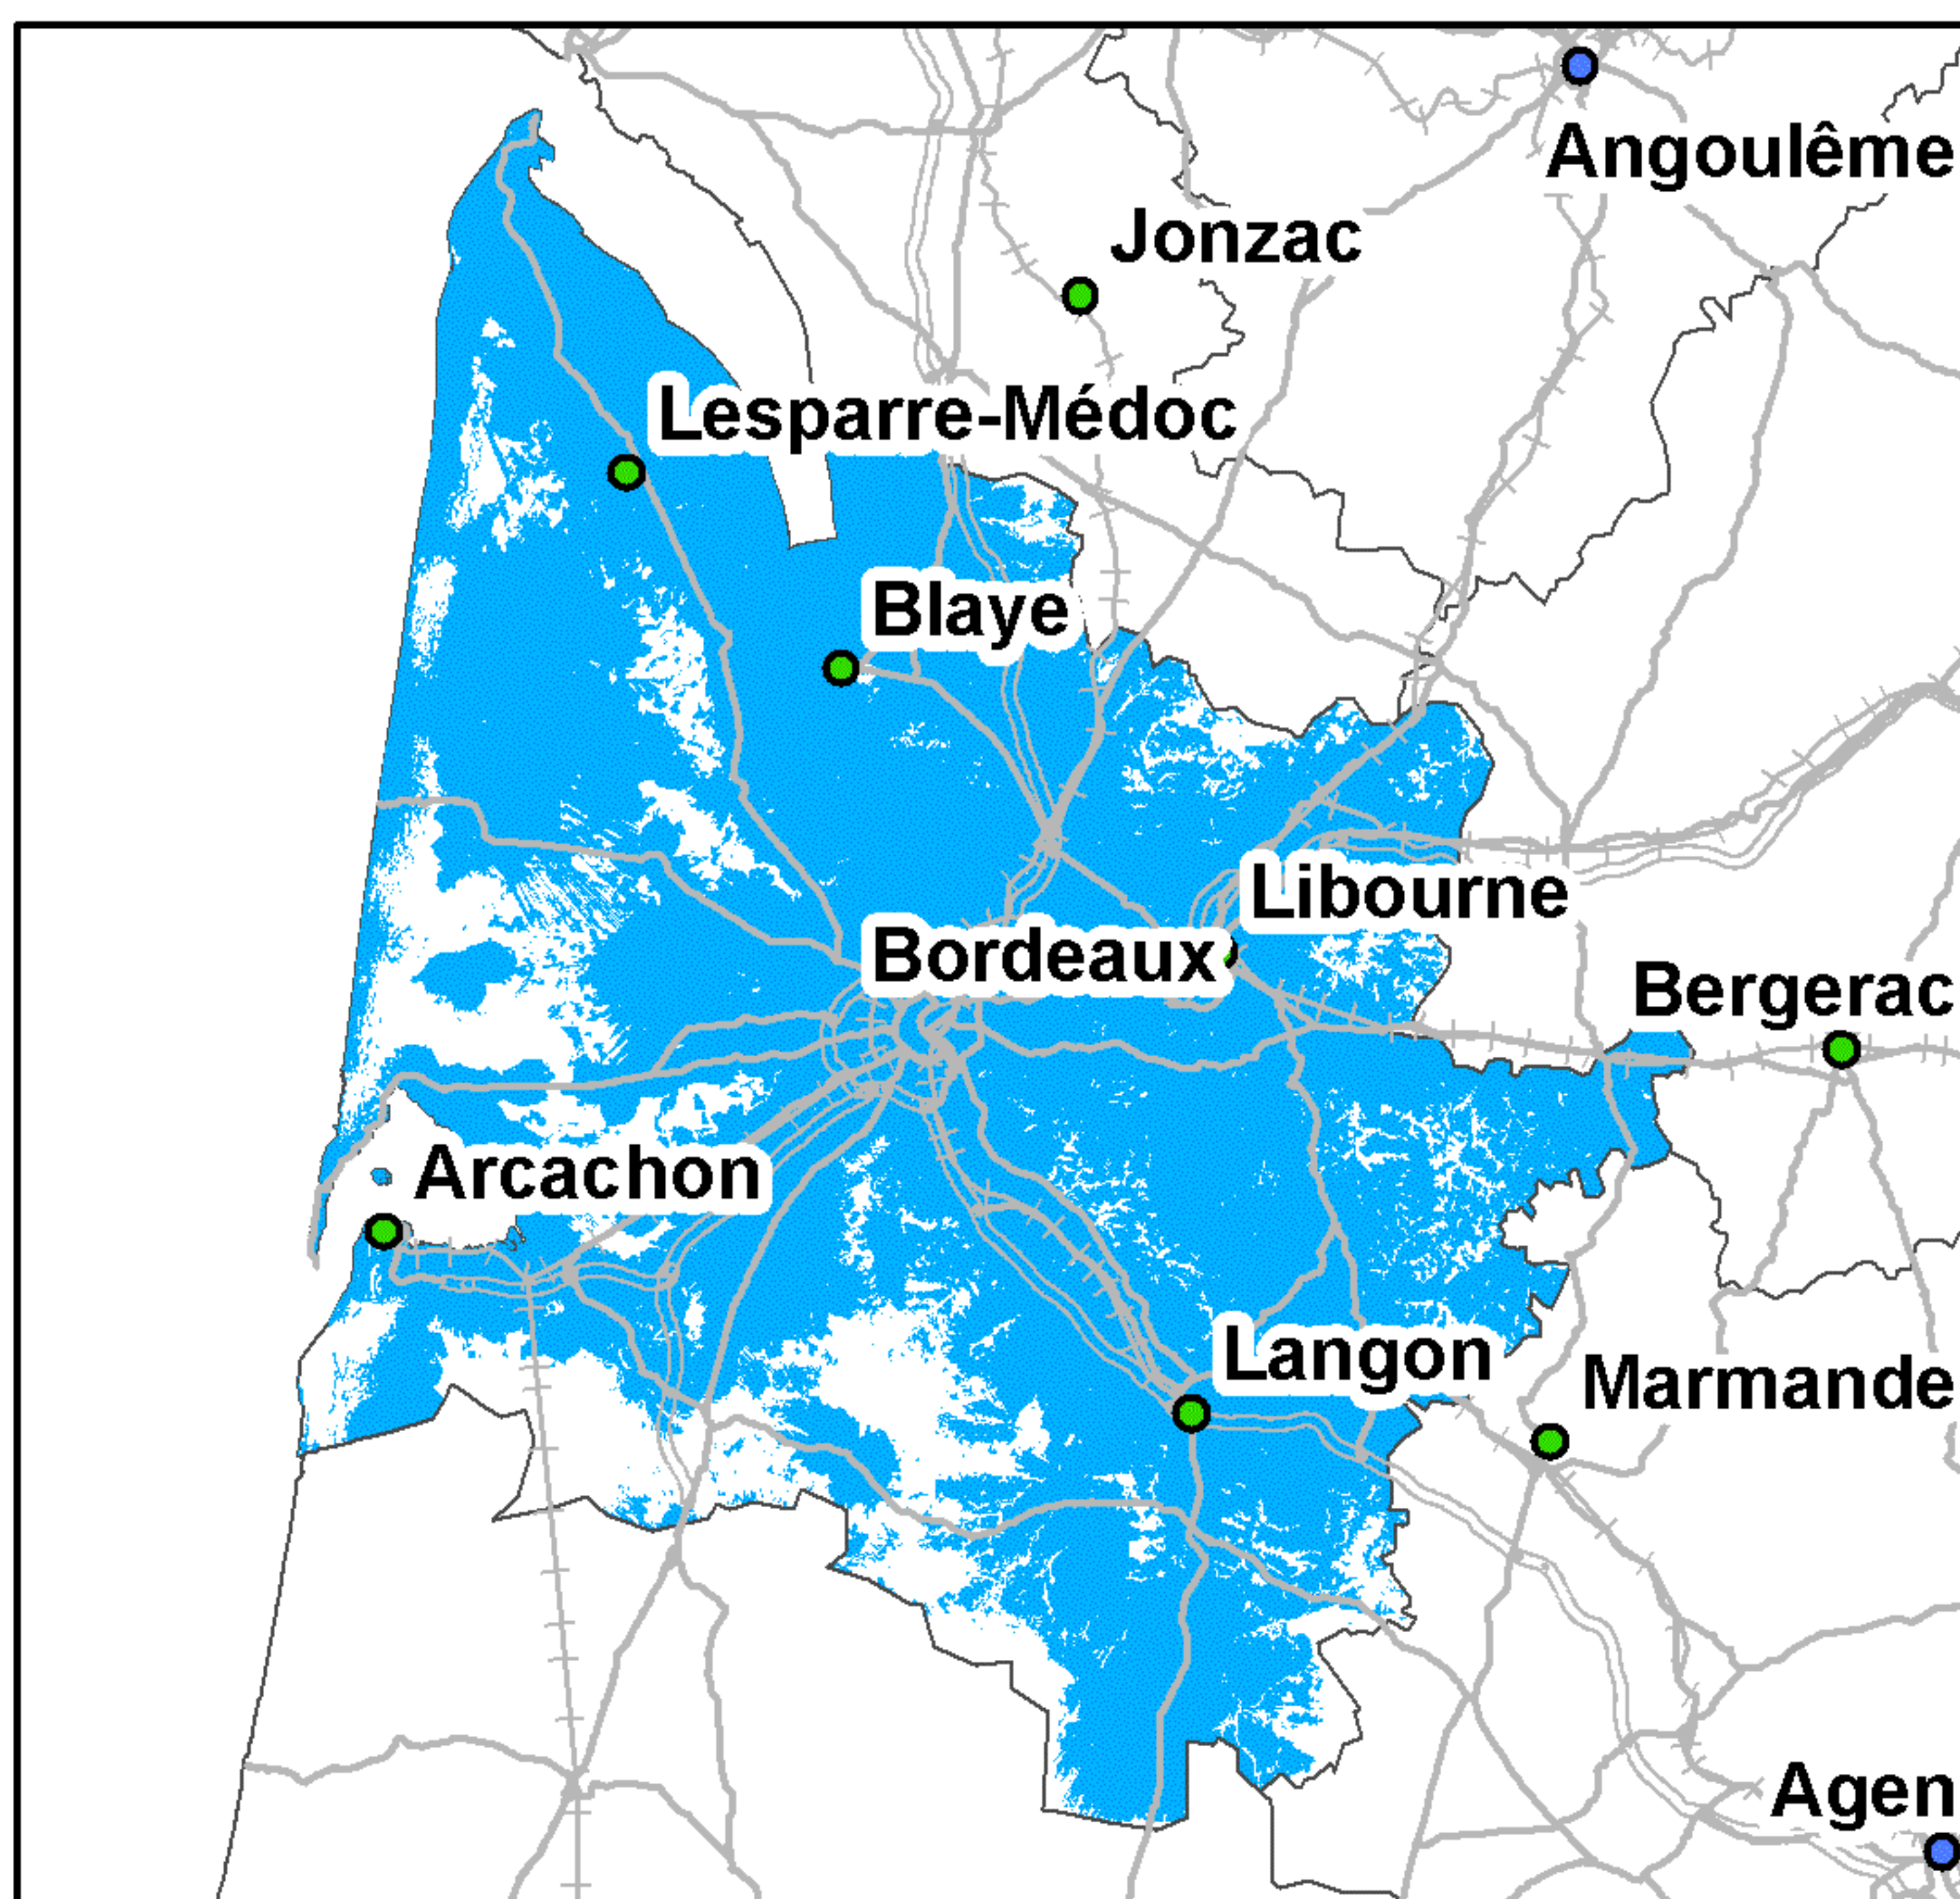 Angoulême
Jonzac
Lesparre-Médoc
Blaye
Libourne
Bordeaux
Bergerac
Arcachon
Langon
Marmande
Agen